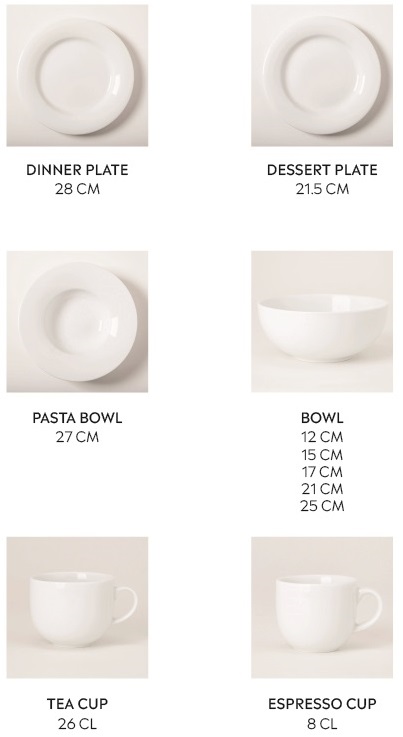 DINNER PLATE
28 CM
DESSERT PLATE
21.5 CM
PASTA BOWL
27 CM
BOWL
12 CM
15 CM
17 CM
21 CM
25 CM
TEA CUP
26 CL
ESPRESSO CUP
8 CL